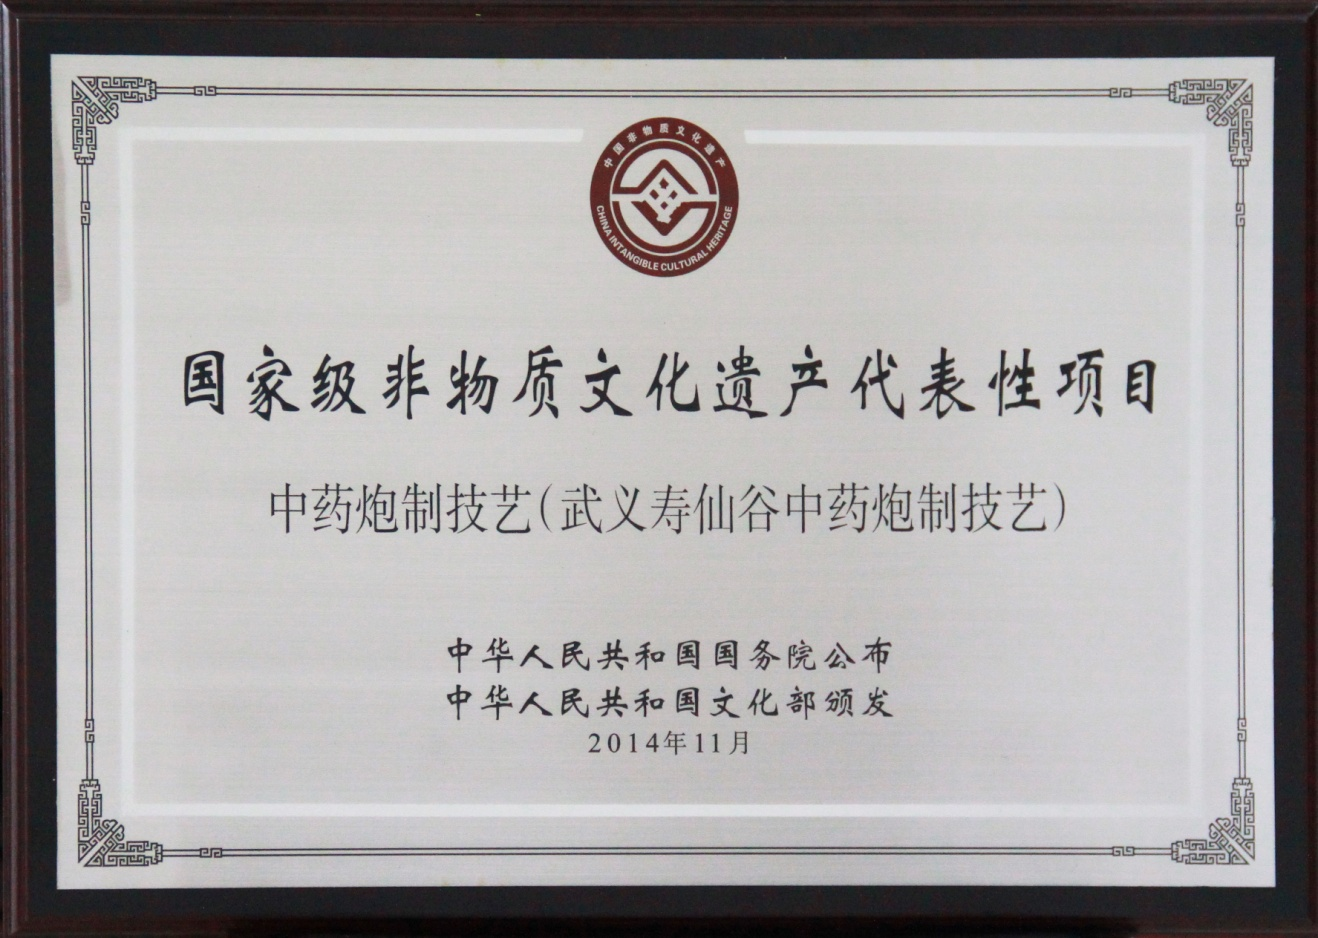 中国非物质文化遗产
CHINA INTANGIBLE CULTURAL HERITAGE
国家级非物质文化遗产代表性项目
中药炮制技艺(武义寿仙谷中药炮制技艺)
中华人民共和国国务院公布
中华人民共和国文化部颁发
2014年11月